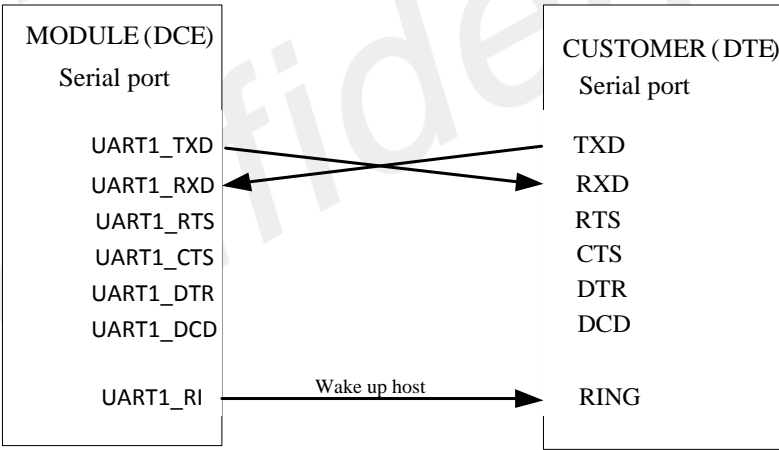 MODULE (DCE)
Serial port
UART1_TXD
UART1_RXD
UART1_RTS
UART1_CTS
UART1_DTR
UART1_DCD
UART1_RI
Wake up host
CUSTOMER ( DTE)
Serial port
TXD
RXD
RTS
CTS
DTR
DCD
RING